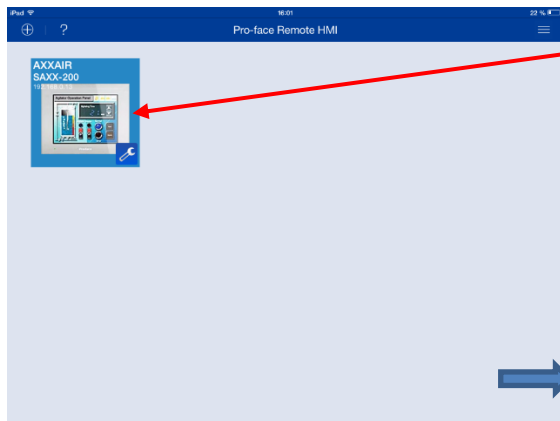 iPad
16:01
22 %
?
Pro-face Remote HMI
AXXAIR
SAXX-200